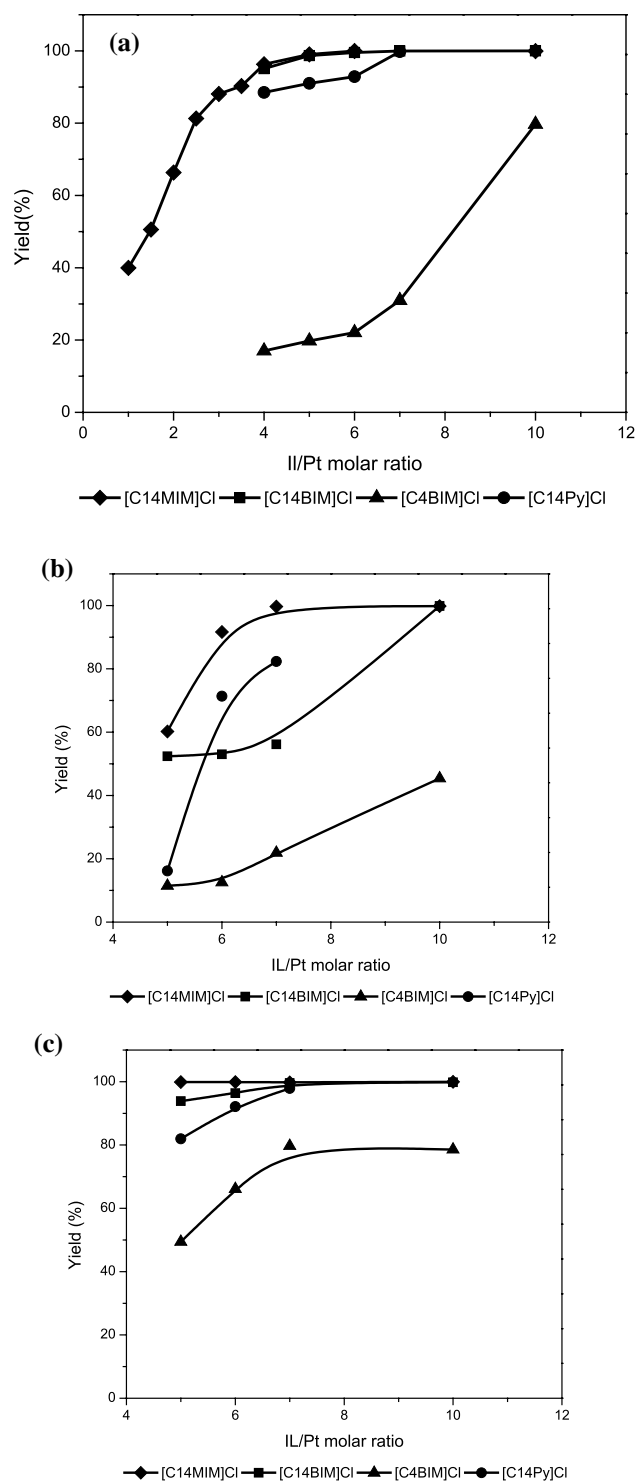 (a)
100
80
60
40
20
0
Yield(%)
0 2 4 6 8 10 12
Il/Pt molar ratio
[C14MIM]Cl [C14BIM]Cl [C4BIM]Cl [C14Py]Cl
(b)
100
80
60
40
20
0
Yield (%)
4 6 8 10 12
IL/Pt molar ratio
[C14MIM]Cl [C14BIM]Cl [C4BIM]Cl [C14Py]Cl
(c)
100
80
60
40
20
0
Yield (%)
4 6 8 10 12
IL/Pt molar ratio
[C14MIM]Cl [C14BIM]Cl [C4BIM]Cl [C14Py]Cl